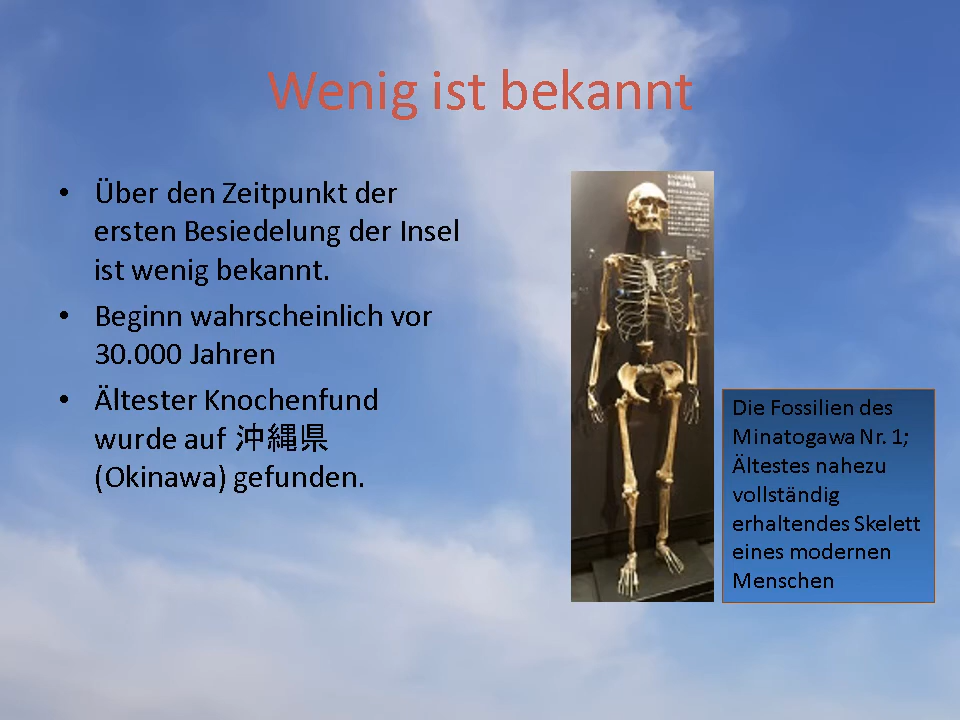 Wenig ist bekannt
• Über den Zeitpunkt der
ersten Besiedelung der Insel
ist wenig bekannt.
• Beginn wahrscheinlich vor
30.000 Jahren
• Ältester Knochenfund
wurde auf 沖縄県
(Okinawa) gefunden.
Die Fossilien des
Minatogawa Nr. 1;
Ältestes nahezu
vollständig
erhaltendes Skelett
eines modernen
Menschen